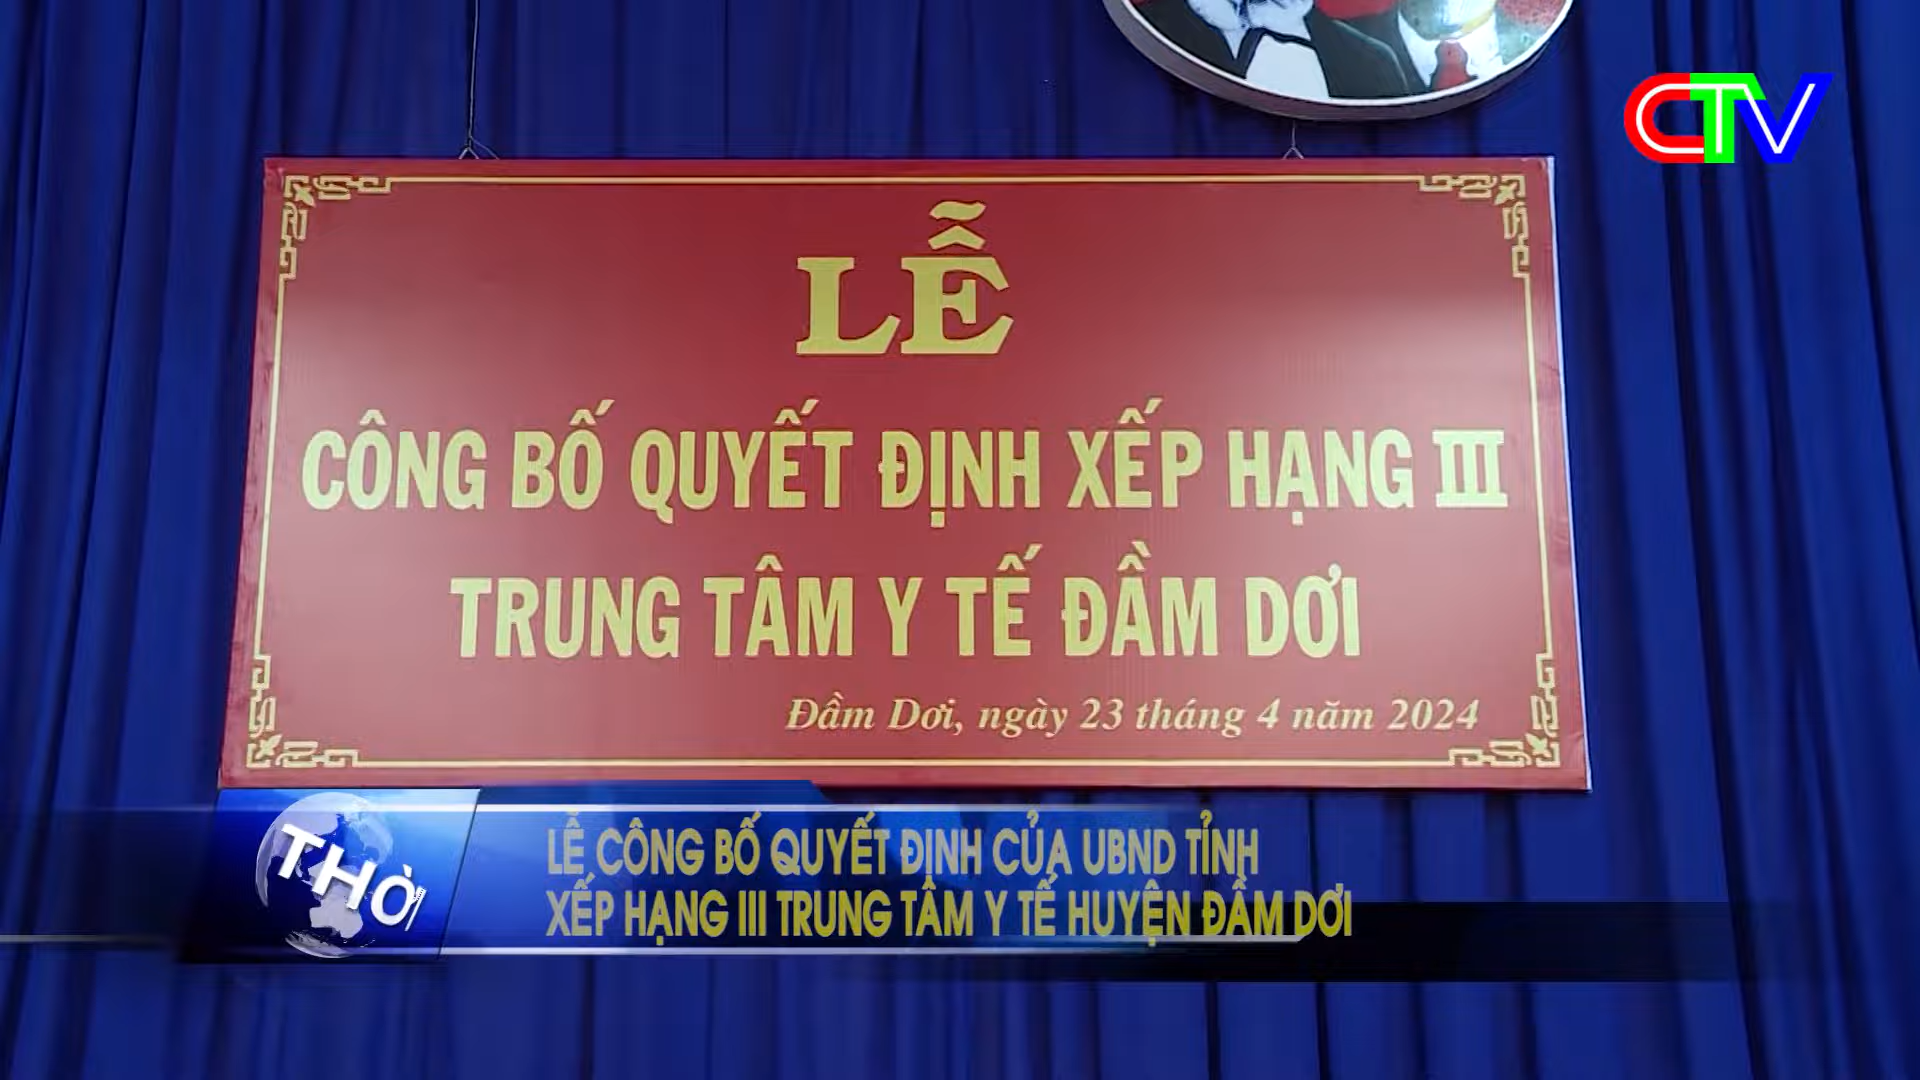 CTV
LỄ
CÔNG BỐ QUYẾT ĐỊNH XẾP HẠNG III
TRUNG TÂM Y TẾ ĐẦM DƠI
Đầm Dơi, ngày 23 tháng 4 năm 2024
THỜI
LỄ CÔNG BỐ QUYẾT ĐỊNH CỦA UBND TỈNH
XẾP HẠNG III TRUNG TÂM Y TẾ HUYỆN ĐẦM DƠI